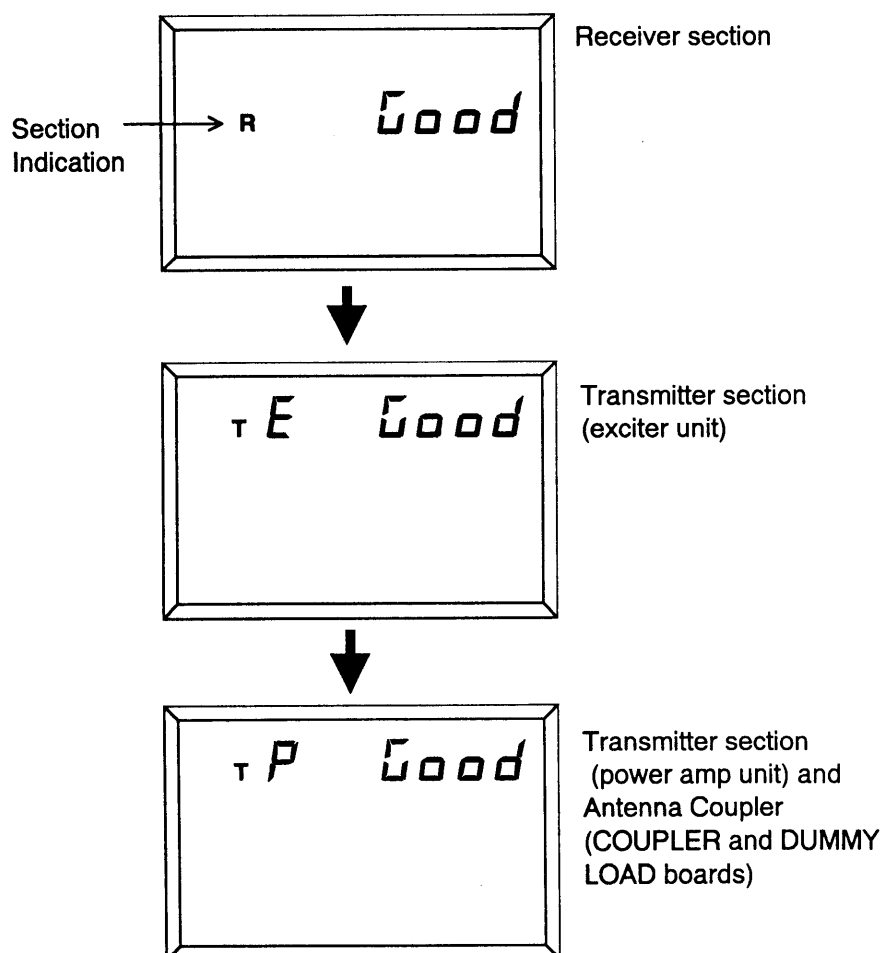 Receiver section
Section
Indication
R Good
T E Good
Transmitter section
(exciter unit)
T P Good
Transmitter section
(power amp unit) and
Antenna Coupler
(COUPLER and DUMMY
LOAD boards)